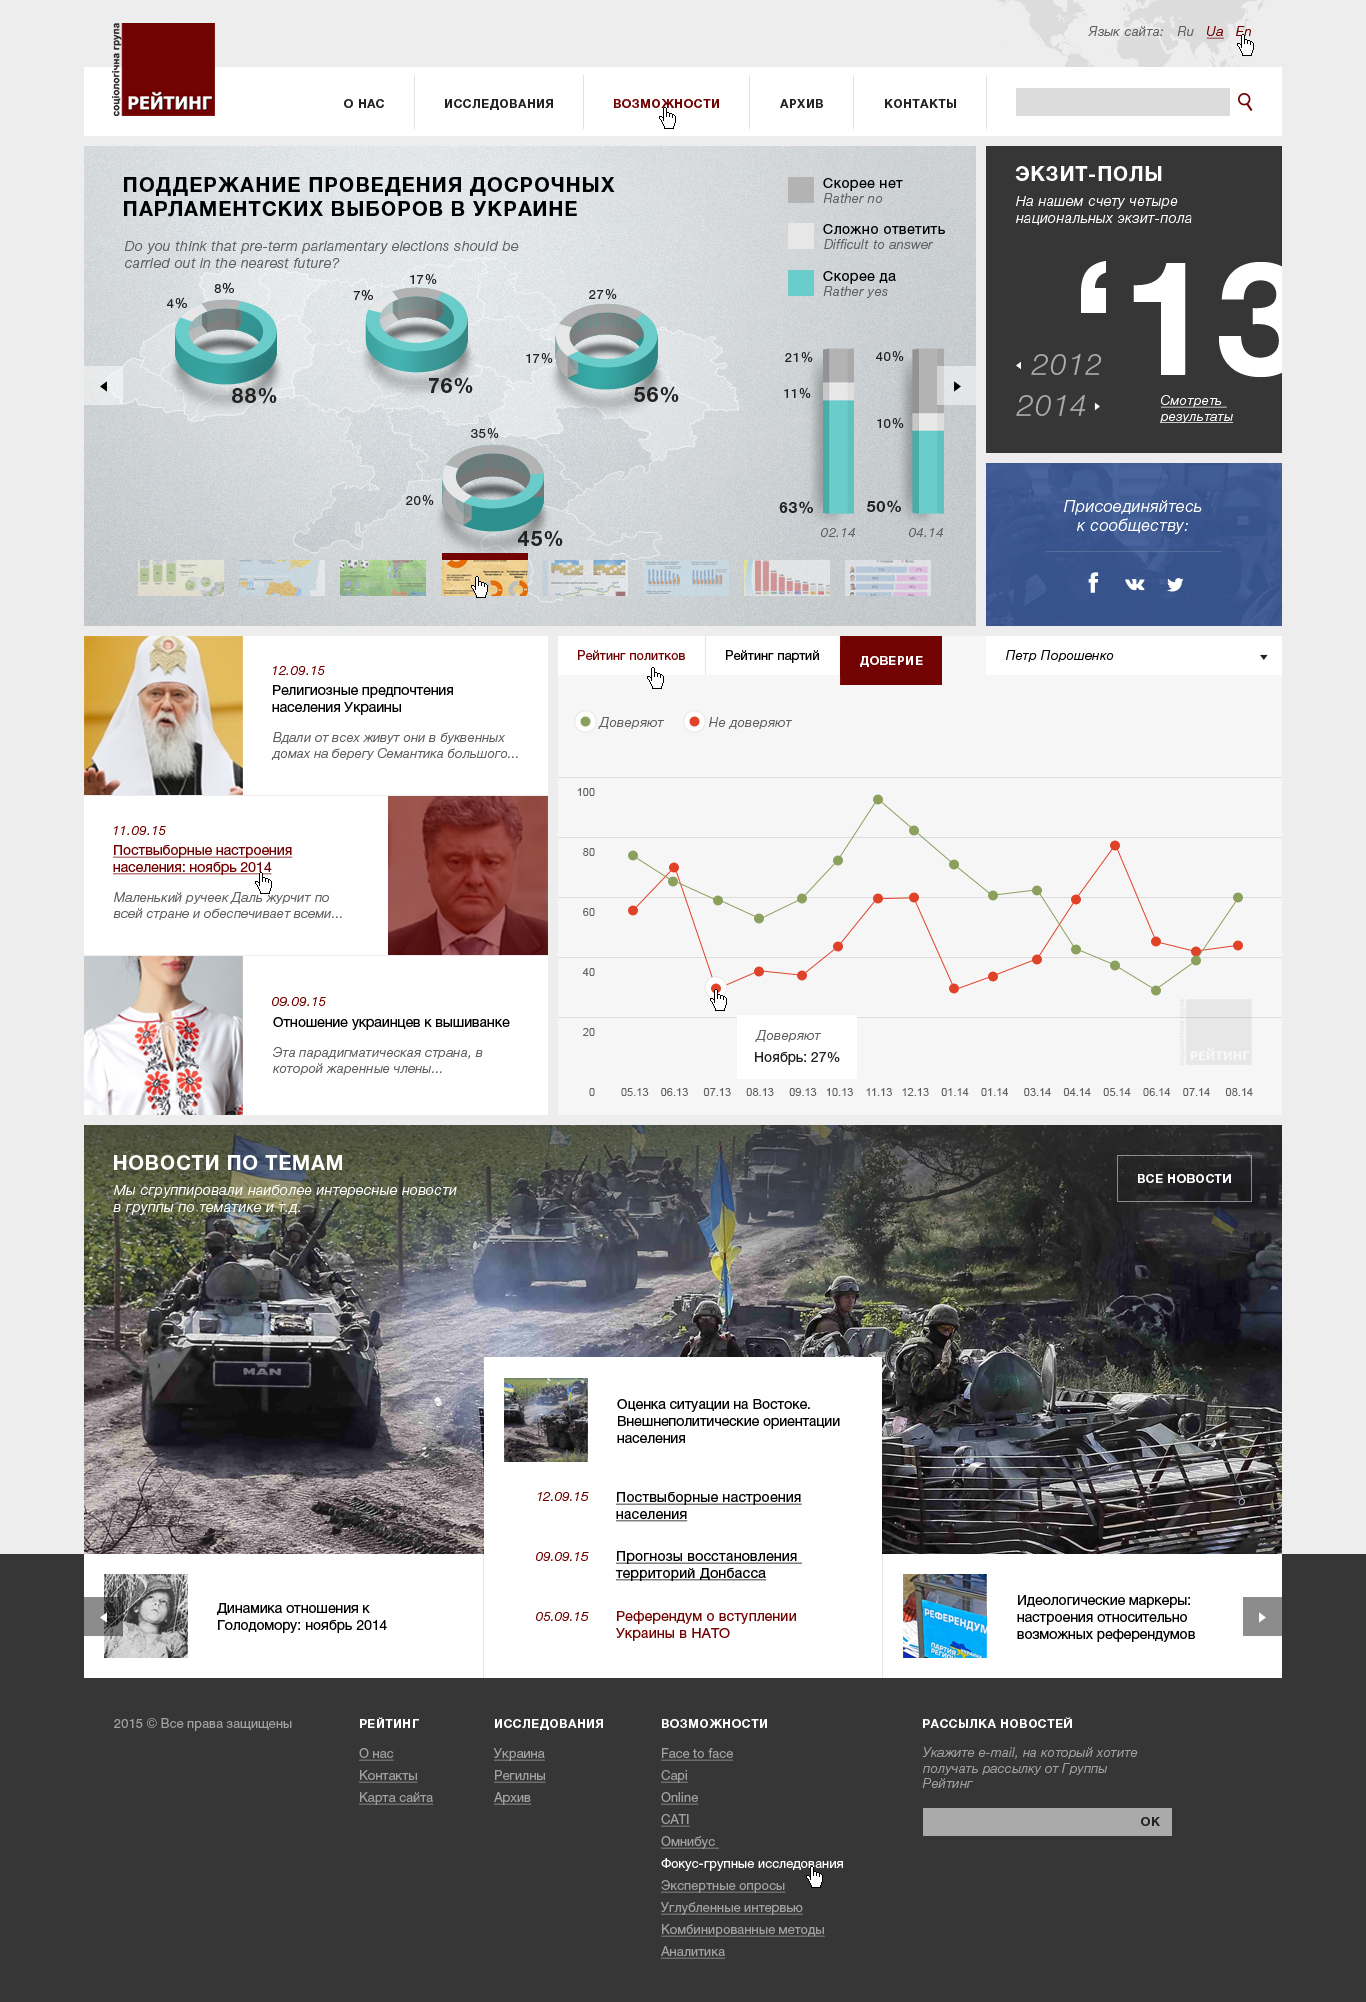 соціологічна група
РЕЙТИНГ
Язык сайта: Ru Ua En
О НАС ИССЛЕДОВАНИЯ ВОЗМОЖНОСТИ АРХИВ КОНТАКТЫ
ПОДДЕРЖАНИЕ ПРОВЕДЕНИЯ ДОСРОЧНЫХ
ПАРЛАМЕНТСКИХ ВЫБОРОВ В УКРАИНЕ
Do you think that pre-term parlamentary elections should be
carried out in the nearest future?
Скорее нет
Rather no
Сложно ответить
Difficult to answer
Скорее да
Rather yes
4% 8%
88%
7% 17%
76%
27%
17%
56%
35%
20%
45%
21%
11%
63%
02.14
40%
10%
50%
04.14
ЭКЗИТ-ПОЛЫ
На нашем счету четыре
национальных экзит-пола
‘13
2012
2014
Смотреть
результаты
Присоединяйтесь
к сообществу:
12.09.15
Религиозные предпочтения
населения Украины
Вдали от всех живут они в буквенных
домах на берегу Семантика большого...
11.09.15
Поствыборные настроения
населения: ноябрь 2014
Маленький ручеек Даль журчит по
всей стране и обеспечивает всеми...
09.09.15
Отношение украинцев к вышиванке
Эта парадигматическая страна, в
которой жаренные члены...
Рейтинг политков Рейтинг партий ДОВЕРИЕ
Петр Порошенко
Доверяют Не доверяют
100
80
60
40
20
0
Доверяют
Ноябрь: 27%
РЕЙТИНГ
05.13 06.13 07.13 08.13 09.13 10.13 11.13 12.13 01.14 01.14 03.14 04.14 05.14 06.14 07.14 08.14
НОВОСТИ ПО ТЕМАМ
Мы сгруппировали наиболее интересные новости
в группы по тематике и т.д.
ВСЕ НОВОСТИ
MAN
Оценка ситуации на Востоке.
Внешнеполитические ориентации
населения
12.09.15 Поствыборные настроения
населения
09.09.15 Прогнозы восстановления
территорий Донбасса
05.09.15 Референдум о вступлении
Украины в НАТО
Динамика отношения к
Голодомору: ноябрь 2014
РЕФЕРЕНДУМ
ПАРТИЯ
РЕГИОН
Идеологические маркеры:
настроения относительно
возможных референдумов
2015 © Все права защищены
РЕЙТИНГ
О нас
Контакты
Карта сайта
ИССЛЕДОВАНИЯ
Украина
Регилны
Архив
ВОЗМОЖНОСТИ
Face to face
Capi
Online
CATI
Омнибус
Фокус-групные исследования
Экспертные опросы
Углубленные интервью
Комбинированные методы
Аналитика
РАССЫЛКА НОВОСТЕЙ
Укажите e-mail, на который хотите
получать рассылку от Группы
Рейтинг
ОК